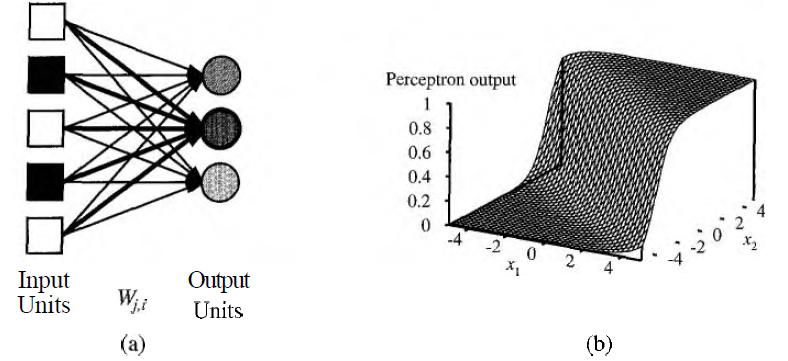 Input
Units
W_{j,i}
Output
Units
(a)
Perceptron output
1
0.8
0.6
0.4
0.2
0
-4 -2 0 2 4
x_1
-4 -2 0 2 4
x_2
(b)